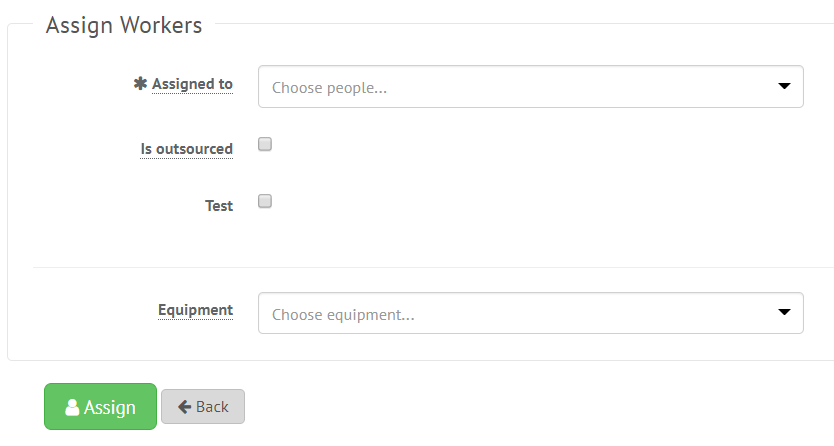 Assign Workers
✱ Assigned to
Choose people...
Is outsourced
Test
Equipment
Choose equipment...
Assign
Back